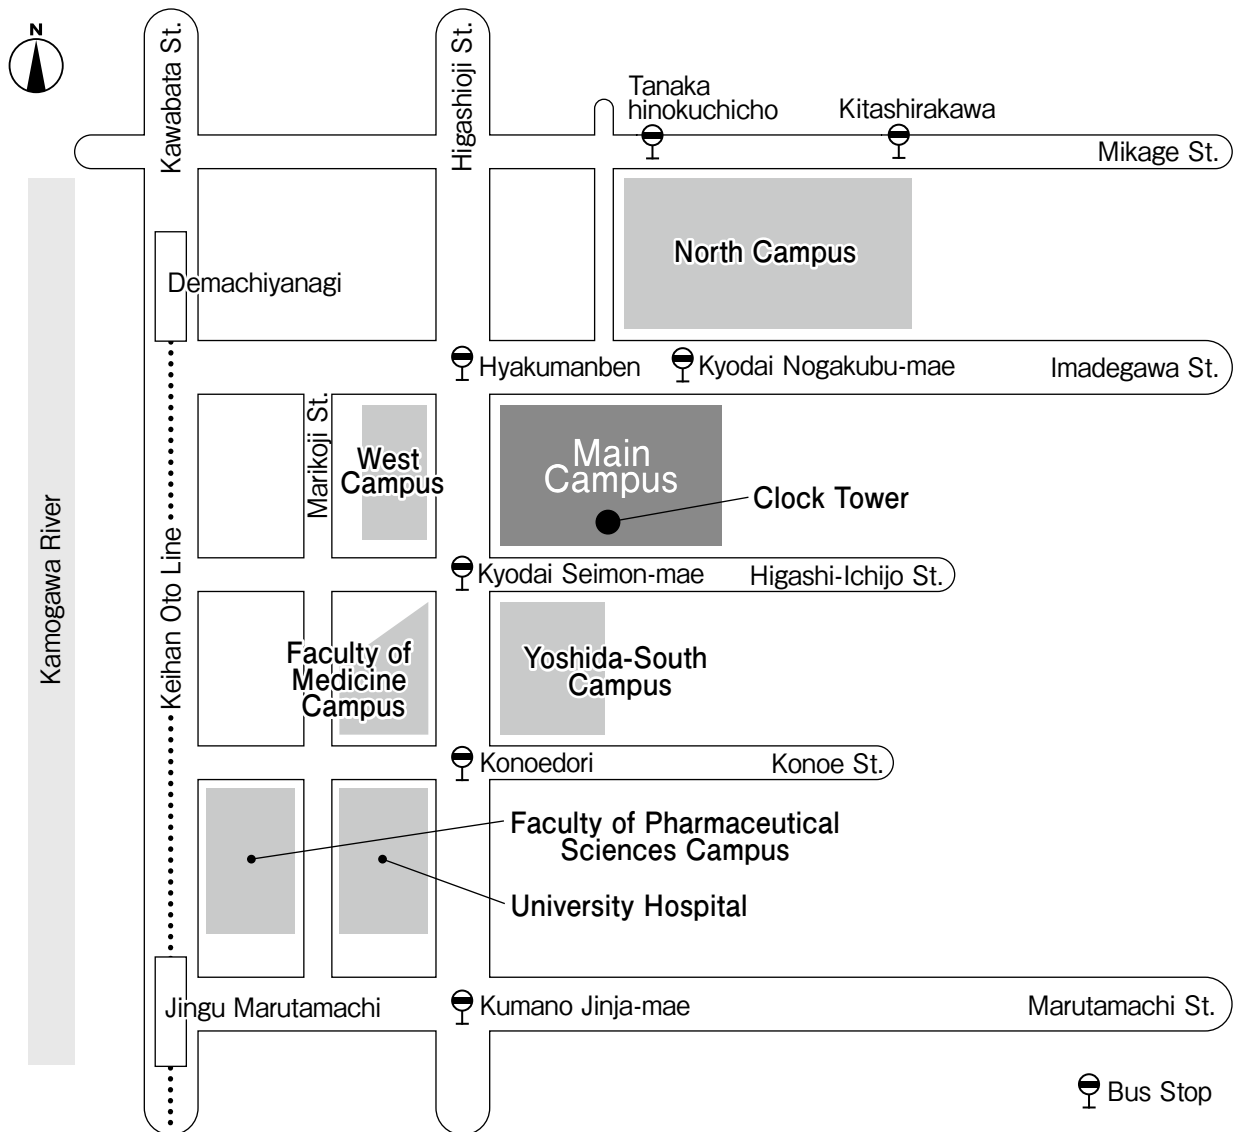 N
Kawabata St.
Higashioji St.
Tanaka
hinokuchicho
Kitashirakawa
Mikage St.
North Campus
Demachiyanagi
Hyakumanben
Kyodai Nogakubu-mae
Imadegawa St.
Marikoji St.
West
Campus
Main
Campus
Clock Tower
Kamogawa River
Keihan Oto Line
Kyodai Seimon-mae
Higashi-Ichijo St.
Faculty of
Medicine
Campus
Yoshida-South
Campus
Konoedori
Konoe St.
Faculty of Pharmaceutical
Sciences Campus
University Hospital
Jingu Marutamachi
Kumano Jinja-mae
Marutamachi St.
Bus Stop